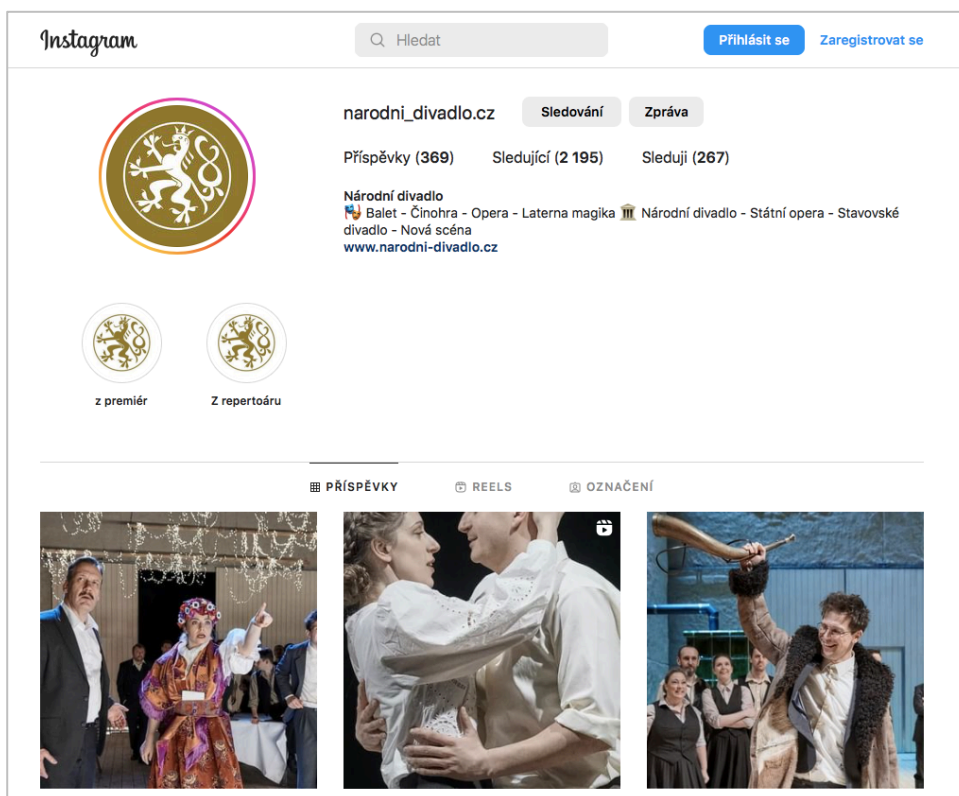 Instagram
Hledat
Přihlásit se
Zaregistrovat se
narodni_divadlo.cz
Sledování
Zpráva
Příspěvky (369) Sledující (2 195) Sleduji (267)
Národní divadlo
Balet - Činohra - Opera - Laterna magika 🏛 Národní divadlo - Státní opera - Stavovské
divadlo - Nová scéna
www.narodni-divadlo.cz
z premiér
Z repertoáru
PŘÍSPĚVKY
REELS
OZNAČENÍ